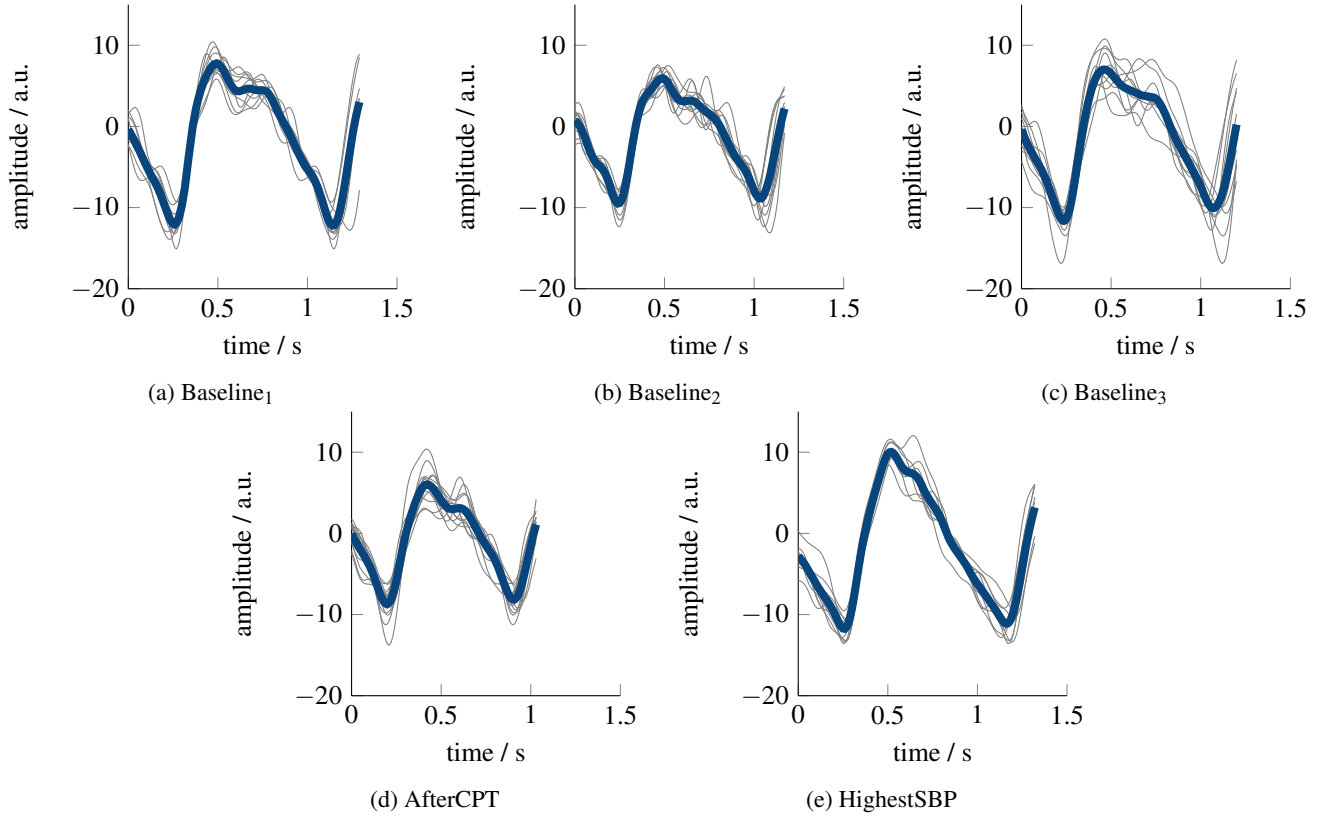 10
0
−10
−20
0
0.5
1
1.5
time / s
amplitude / a.u.
(a) Baseline₁
10
0
−10
−20
0
0.5
1
1.5
time / s
amplitude / a.u.
(b) Baseline₂
10
0
−10
−20
0
0.5
1
1.5
time / s
amplitude / a.u.
(c) Baseline₃
10
0
−10
−20
0
0.5
1
1.5
time / s
amplitude / a.u.
(d) AfterCPT
10
0
−10
−20
0
0.5
1
1.5
time / s
amplitude / a.u.
(e) HighestSBP